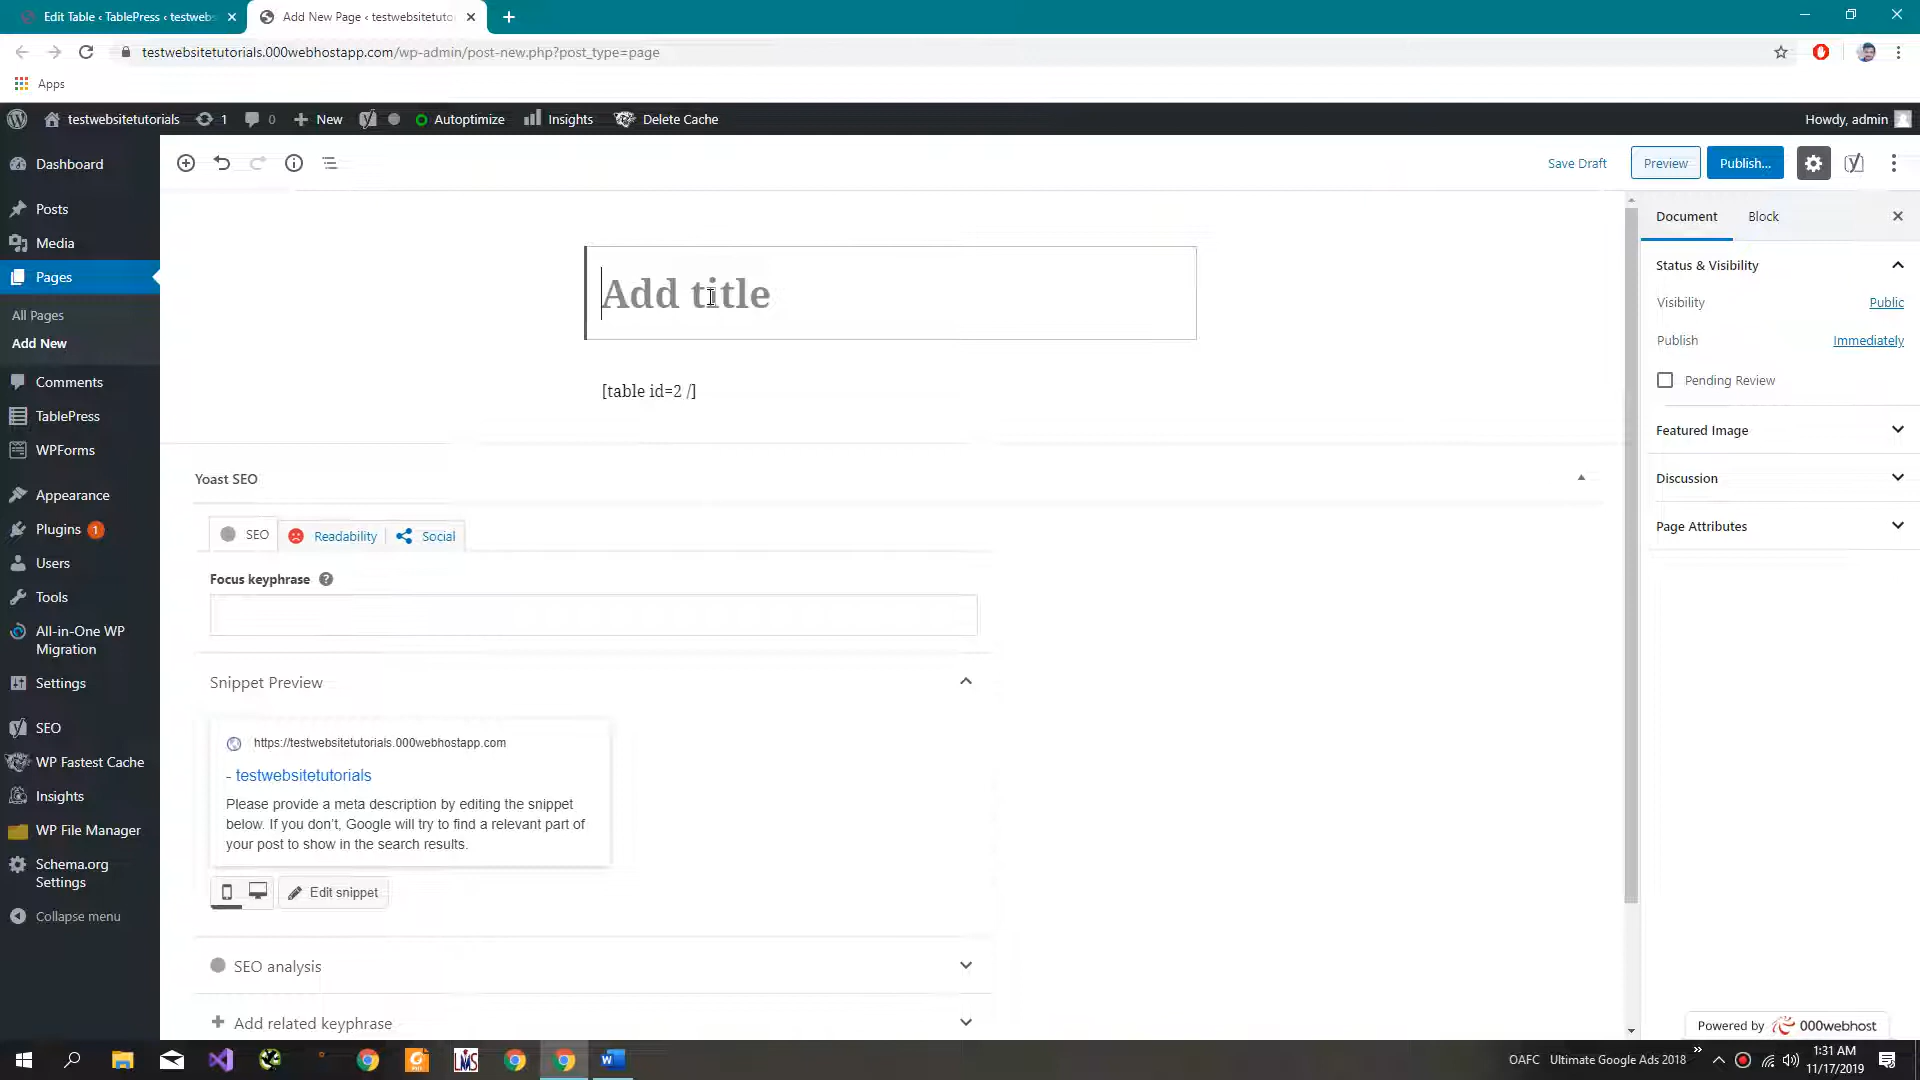 Edit Table ‹ TablePress ‹ testwebs
Add New Page ‹ testwebsitetuto
testwebsitetutorials.000webhostapp.com/wp-admin/post-new.php?post_type=page
Apps
testwebsitetutorials
1
0
New
Autoptimize
Insights
Delete Cache
Howdy, admin
Dashboard
Posts
Media
Pages
All Pages
Add New
Comments
TablePress
WPForms
Appearance
Plugins 1
Users
Tools
All-in-One WP
Migration
Settings
SEO
WP Fastest Cache
Insights
WP File Manager
Schema.org
Settings
Collapse menu
Save Draft
Preview
Publish...
Add title
[table id=2 /]
Yoast SEO
SEO
Readability
Social
Focus keyphrase
Snippet Preview
https://testwebsitetutorials.000webhostapp.com
- testwebsitetutorials
Please provide a meta description by editing the snippet
below. If you don’t, Google will try to find a relevant part of
your post to show in the search results.
Edit snippet
SEO analysis
Add related keyphrase
Document
Block
Status & Visibility
Visibility
Public
Publish
Immediately
Pending Review
Featured Image
Discussion
Page Attributes
Powered by 000webhost
OAFC
Ultimate Google Ads 2018
1:31 AM
11/17/2019